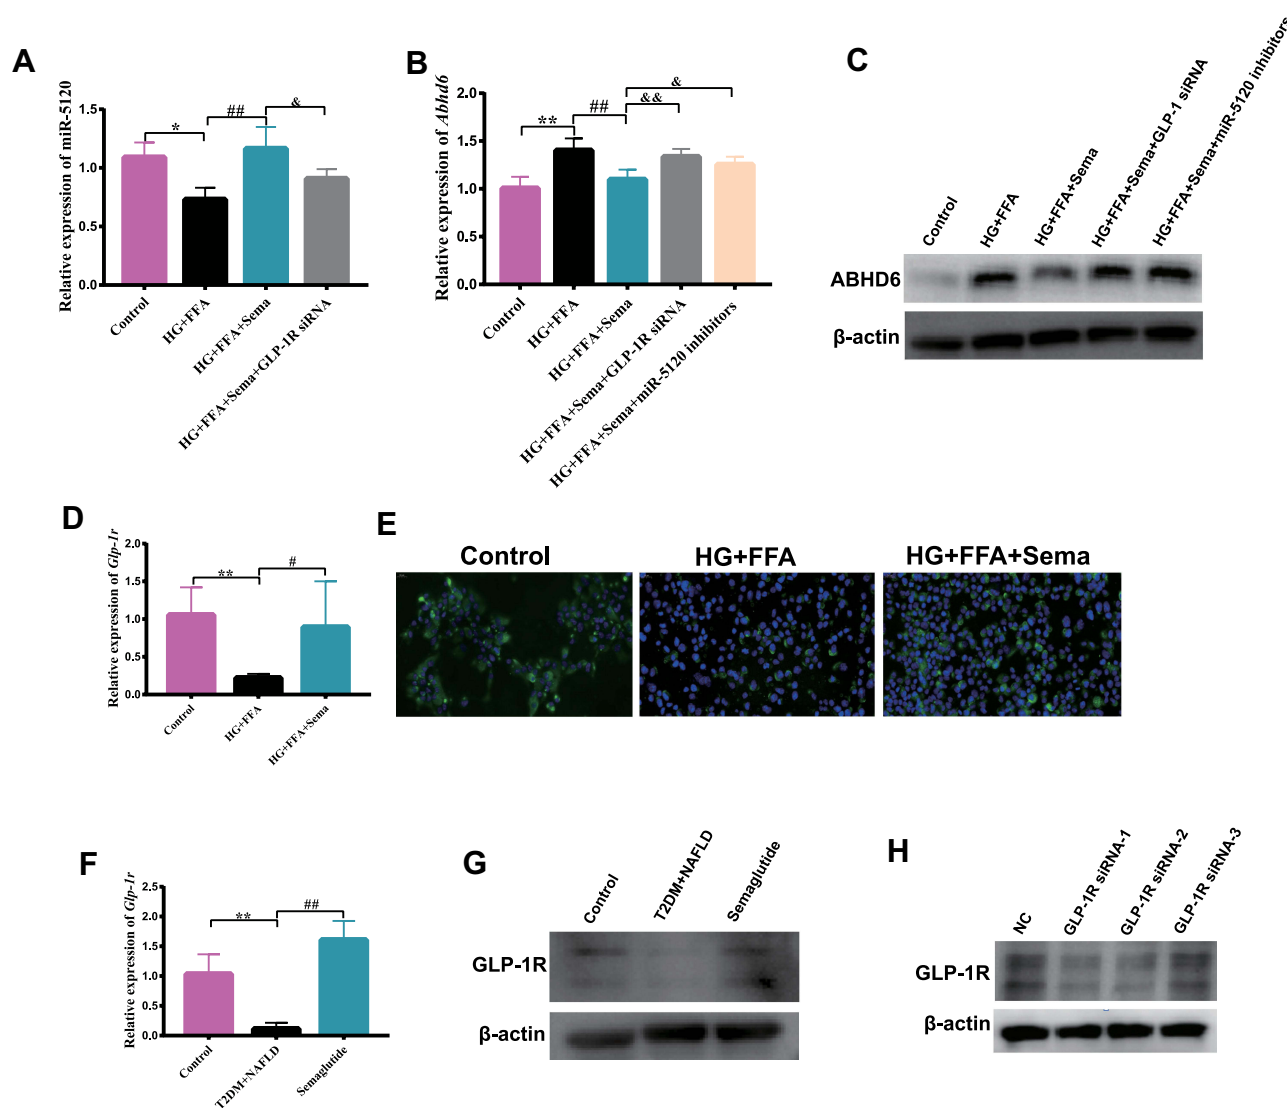 A
Relative expression of miR-5120
1.5
1.0
0.5
0.0
*
##
&
Control
HG+FFA
HG+FFA+Sema
HG+FFA+Sema+GLP-1R siRNA
B
Relative expression of Abhd6
2.0
1.5
1.0
0.5
0.0
**
##
&&
&
Control
HG+FFA
HG+FFA+Sema
HG+FFA+Sema+GLP-1R siRNA
HG+FFA+Sema+miR-5120 inhibitors
C
Control
HG+FFA
HG+FFA+Sema
HG+FFA+Sema+GLP-1 siRNA
HG+FFA+Sema+miR-5120 inhibitors
ABHD6
β-actin
D
Relative expression of Glp-1r
2.0
1.5
1.0
0.5
0.0
**
#
Control
HG+FFA
HG+FFA+Sema
E
Control
HG+FFA
HG+FFA+Sema
F
Relative expression of Glp-1r
2.5
2.0
1.5
1.0
0.5
0.0
**
##
Control
T2DM+NAFLD
Semaglutide
G
Control
T2DM+NAFLD
Semaglutide
GLP-1R
β-actin
H
NC
GLP-1R siRNA-1
GLP-1R siRNA-2
GLP-1R siRNA-3
GLP-1R
β-actin